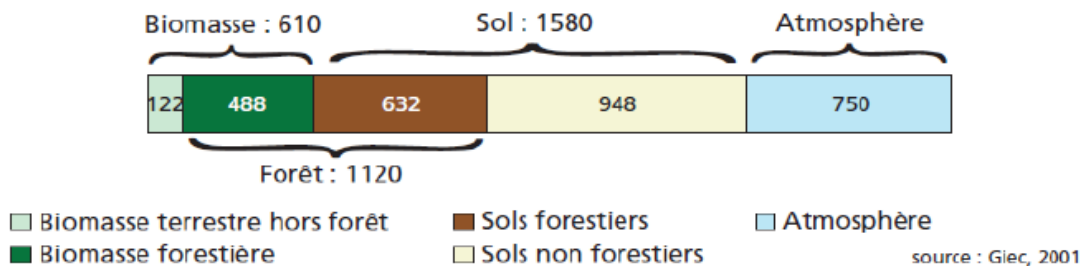 Biomasse : 610 Sol : 1580 Atmosphère
122 488 632 948 750
Forêt : 1120
Biomasse terrestre hors forêt Sols forestiers Atmosphère
Biomasse forestière Sols non forestiers source : Giec, 2001